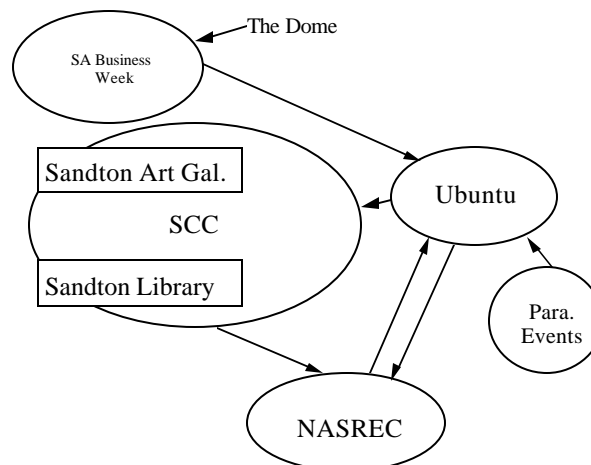 The Dome
SA Business
Week
Sandton Art Gal.
Ubuntu
SCC
Sandton Library
Para.
Events
NASREC